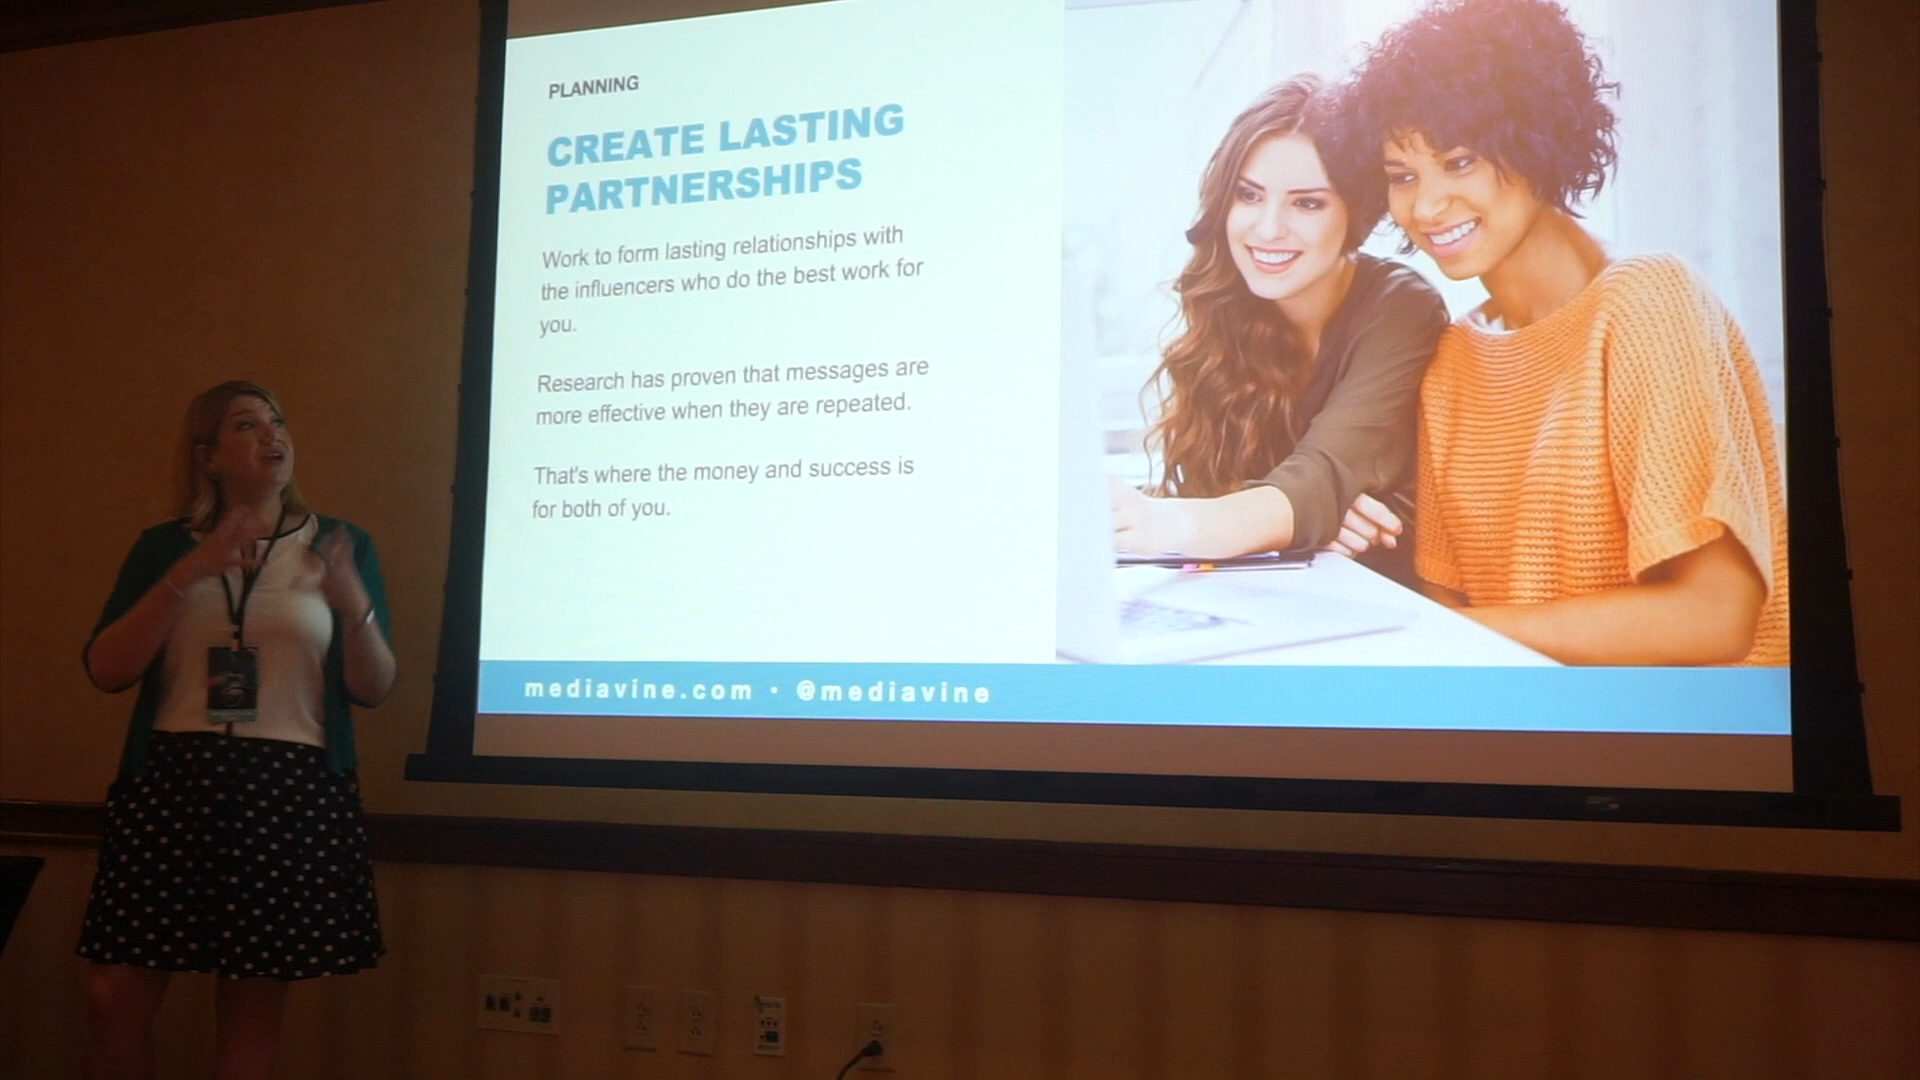 PLANNING
CREATE LASTING
PARTNERSHIPS
Work to form lasting relationships with
the influencers who do the best work for
you.
Research has proven that messages are
more effective when they are repeated.
That's where the money and success is
for both of you.
mediavine.com • @mediavine